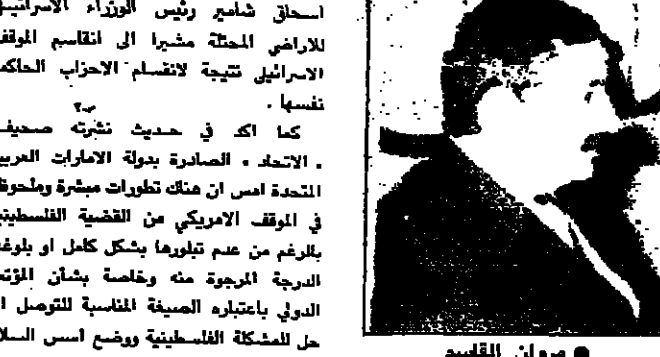 اسحاق شامير رئيس الوزراء الاسرائيلي
للاراضي المحتلة مشيرا الى انقاسم الموقف
الاسرائيلي نتيجة لانقسام الاحزاب الحاكمة
نفسها .
كما اكد في حديث نشرته صحيفة
« الاتحاد » الصادرة بدولة الامارات العربية
المتحدة امس ان هناك تطورات مبشرة وملحوظة
في الموقف الامريكي من القضية الفلسطينية
بالرغم من عدم تبلورها بشكل كامل او بلوغها
الدرجة المرجوة منه وخاصة بشأن المؤتمر
الدولي باعتباره الصيغة المناسبة للتوصل
حل للمشكلة الفلسطينية ووضع اسس السلام
● مروان القاسم